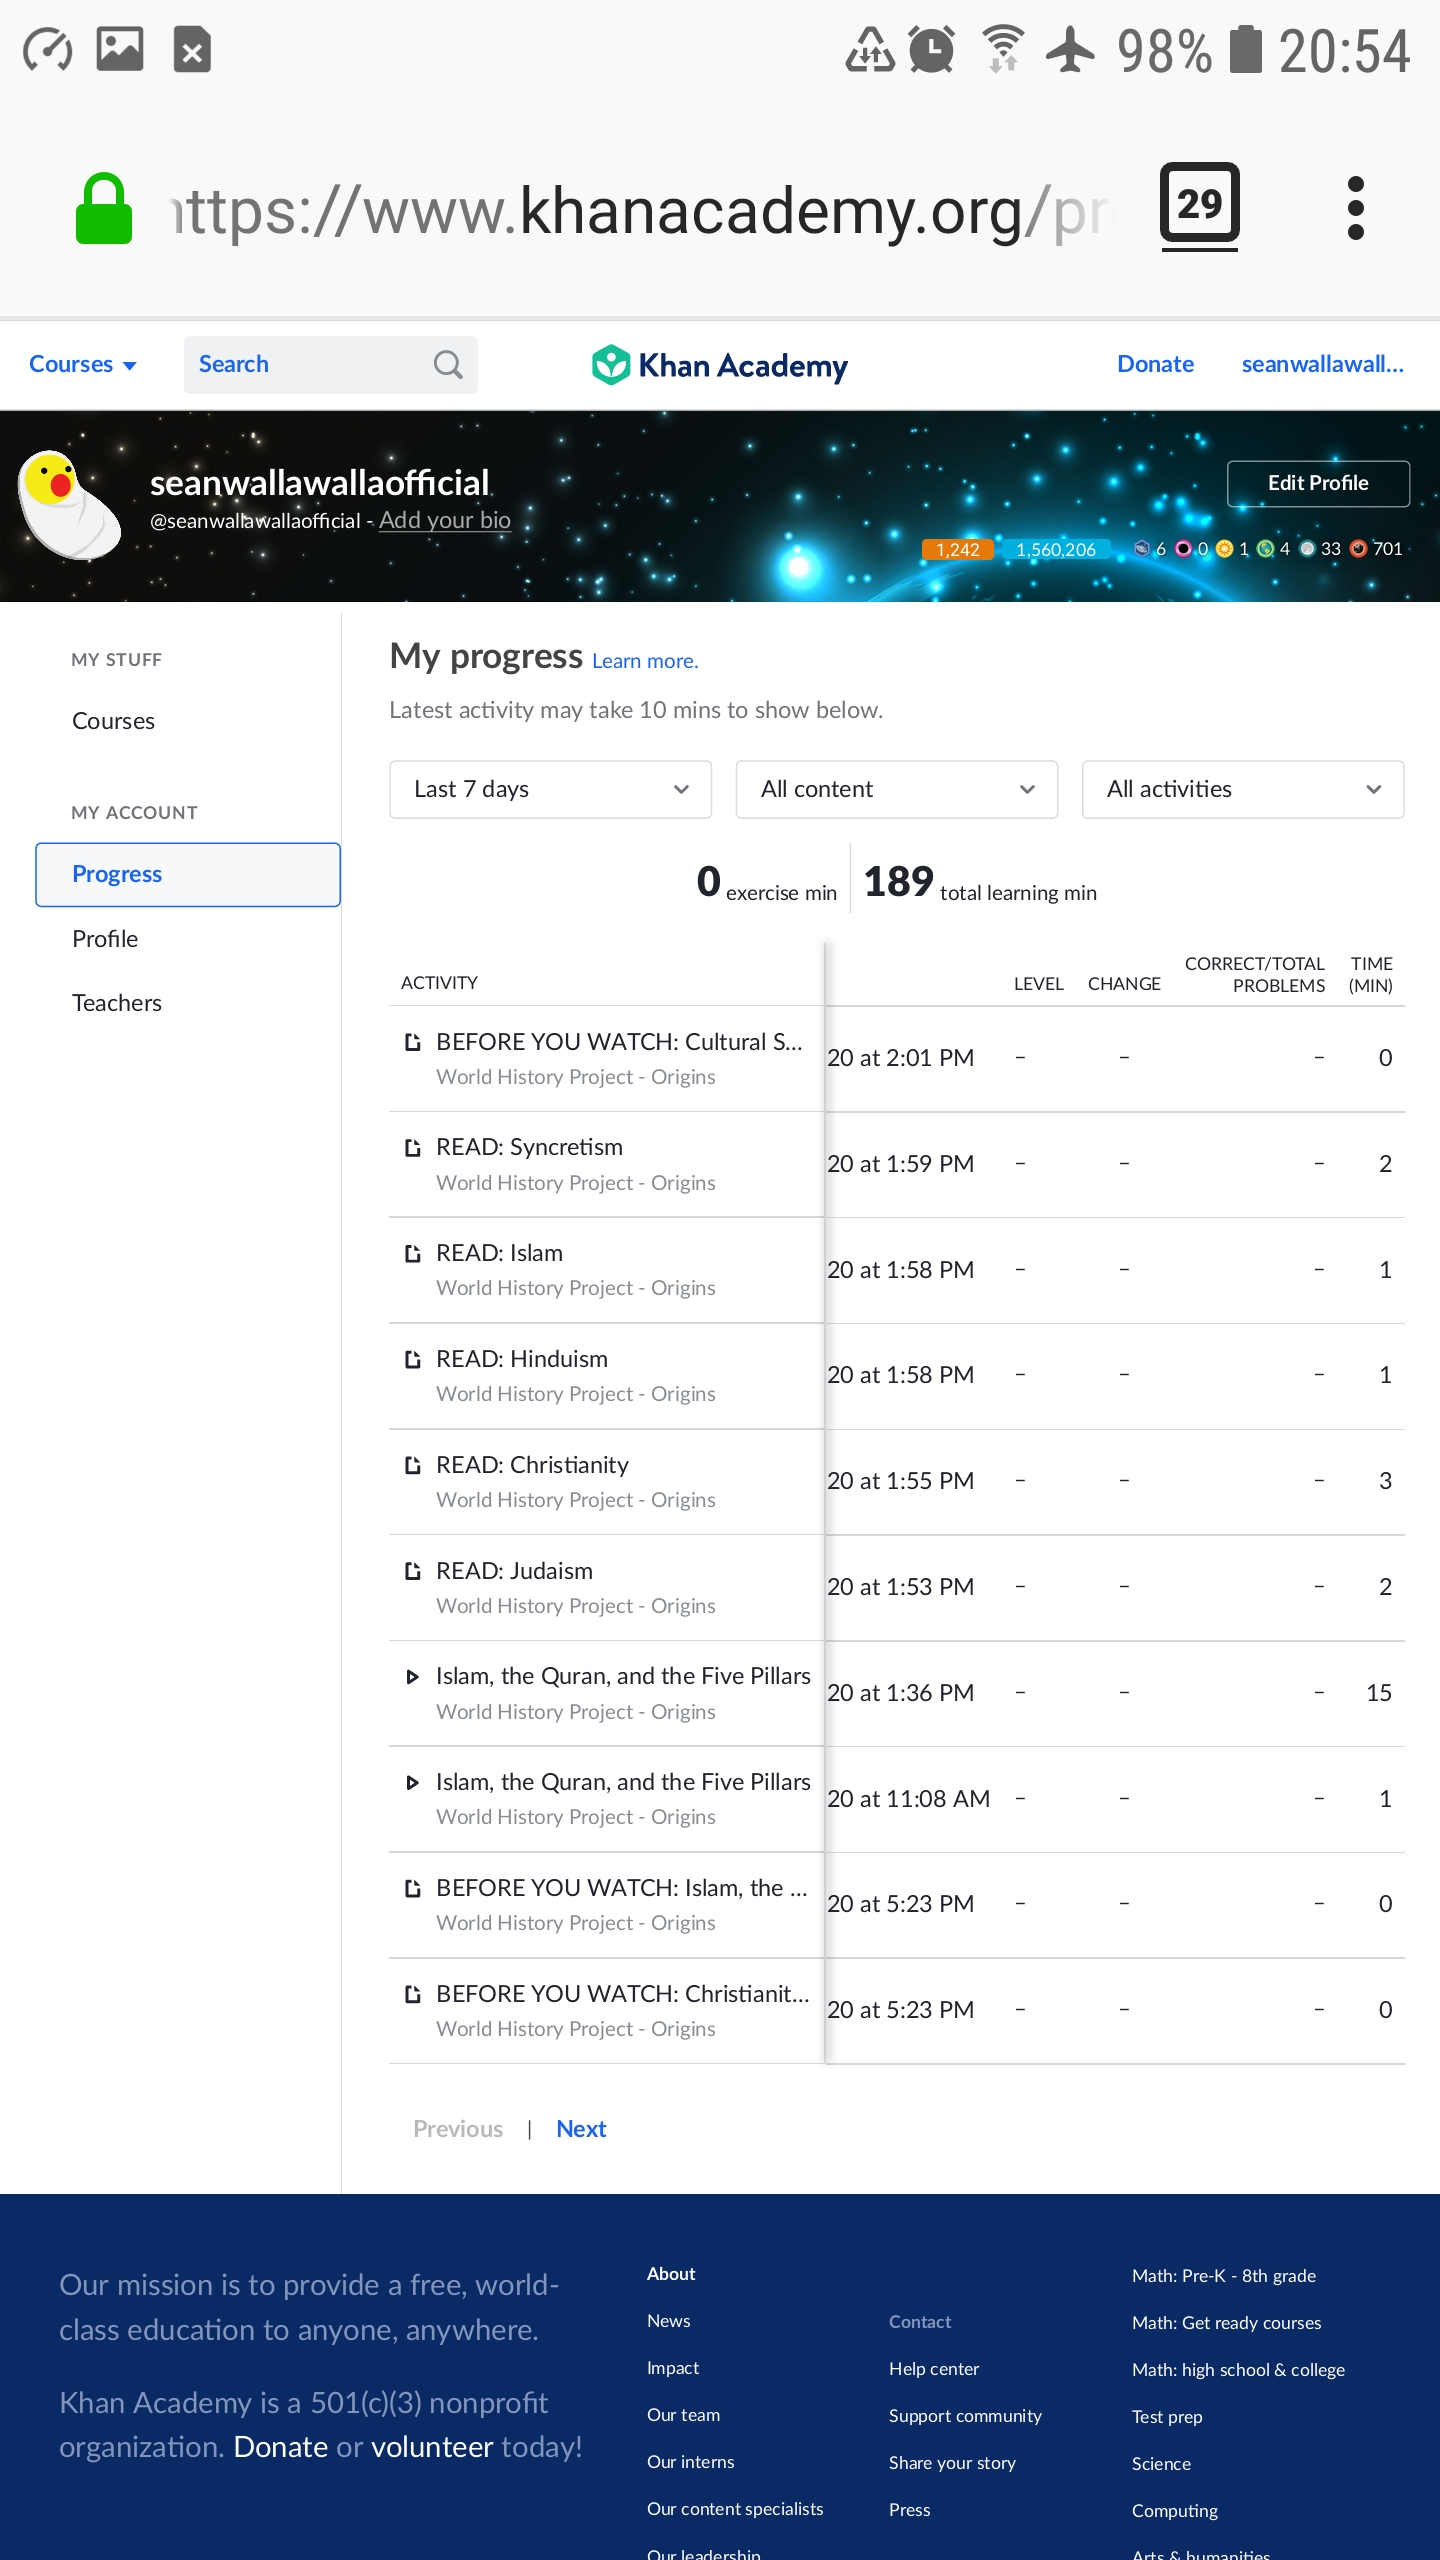 98% 20:54
ttps://www.khanacademy.org/pr
29
Courses
Search
Khan Academy
Donate
seanwallawall...
seanwallawallaofficial
@seanwallawallaofficial - Add your bio
Edit Profile
1,242 1,560,206 6 0 1 4 33 701
MY STUFF
Courses
MY ACCOUNT
Progress
Profile
Teachers
My progress Learn more.
Latest activity may take 10 mins to show below.
Last 7 days
All content
All activities
0 exercise min 189 total learning min
ACTIVITY LEVEL CHANGE CORRECT/TOTAL PROBLEMS TIME (MIN)
BEFORE YOU WATCH: Cultural S...
World History Project - Origins
20 at 2:01 PM – – – 0
READ: Syncretism
World History Project - Origins
20 at 1:59 PM – – – 2
READ: Islam
World History Project - Origins
20 at 1:58 PM – – – 1
READ: Hinduism
World History Project - Origins
20 at 1:58 PM – – – 1
READ: Christianity
World History Project - Origins
20 at 1:55 PM – – – 3
READ: Judaism
World History Project - Origins
20 at 1:53 PM – – – 2
Islam, the Quran, and the Five Pillars
World History Project - Origins
20 at 1:36 PM – – – 15
Islam, the Quran, and the Five Pillars
World History Project - Origins
20 at 11:08 AM – – – 1
BEFORE YOU WATCH: Islam, the ...
World History Project - Origins
20 at 5:23 PM – – – 0
BEFORE YOU WATCH: Christianit...
World History Project - Origins
20 at 5:23 PM – – – 0
Previous | Next
Our mission is to provide a free, world-
class education to anyone, anywhere.
Khan Academy is a 501(c)(3) nonprofit
organization. Donate or volunteer today!
About
News
Impact
Our team
Our interns
Our content specialists
Our leadership
Contact
Help center
Support community
Share your story
Press
Math: Pre-K - 8th grade
Math: Get ready courses
Math: high school & college
Test prep
Science
Computing
Arts & humanities